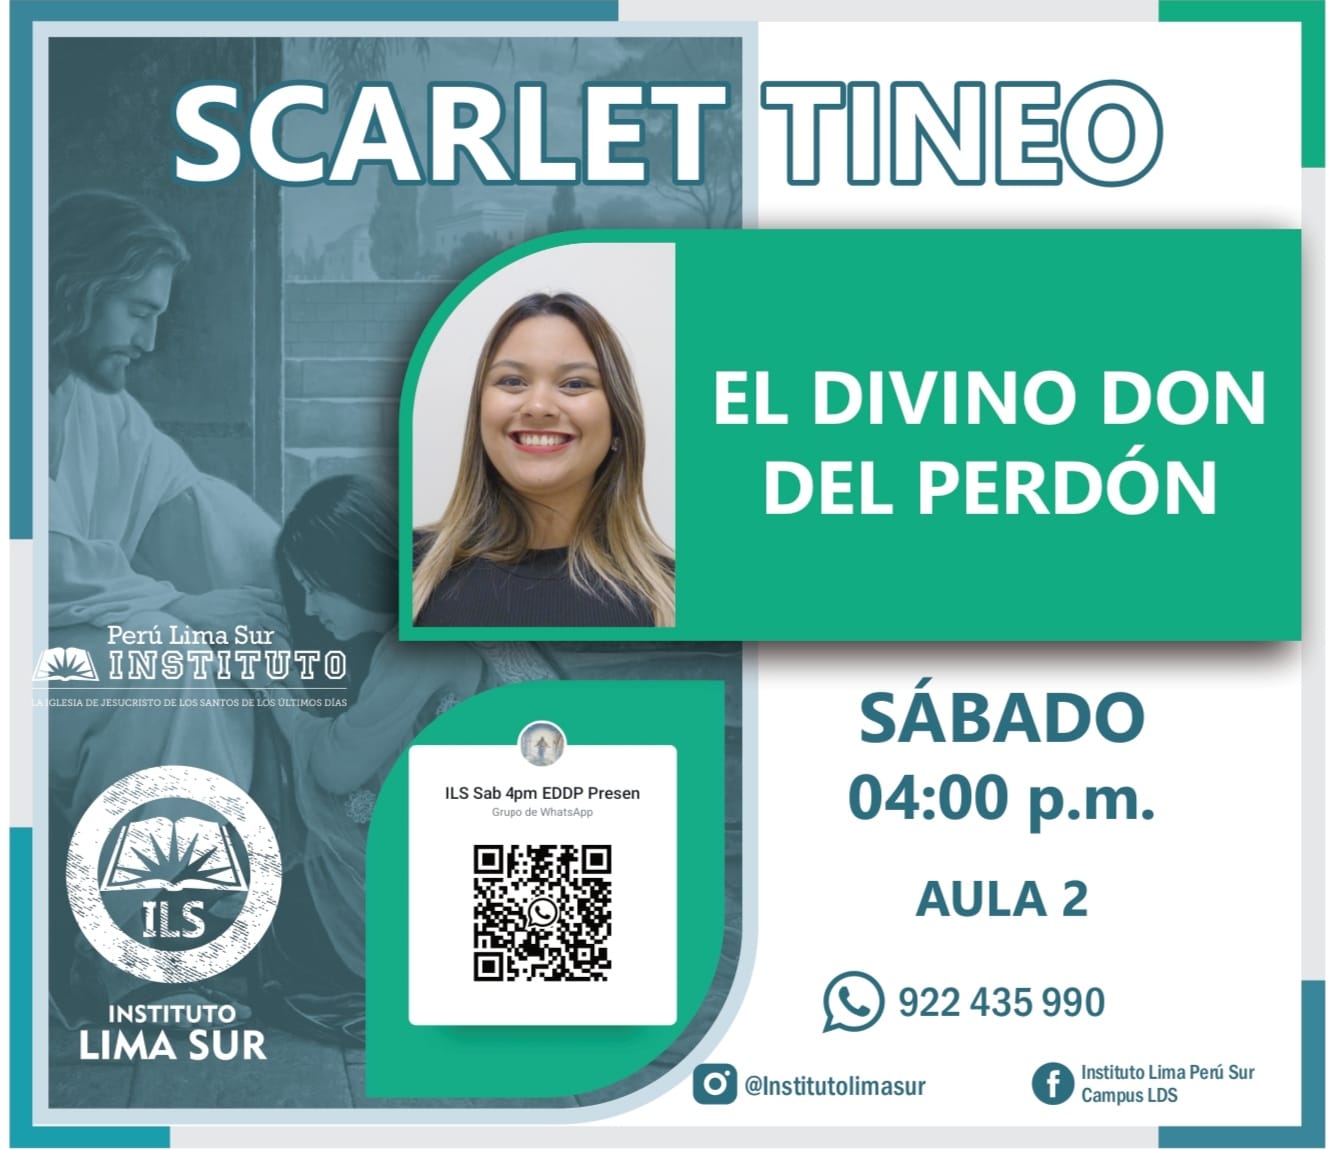 SCARLET TINEO
EL DIVINO DON
DEL PERDÓN
Perú Lima Sur
INSTITUTO
LA IGLESIA DE JESUCRISTO DE LOS SANTOS DE LOS ÚLTIMOS DÍAS
ILS
INSTITUTO
LIMA SUR
ILS Sab 4pm EDDP Presen
Grupo de WhatsApp
SÁBADO
04:00 p.m.
AULA 2
922 435 990
@Institutolimasur
Instituto Lima Perú Sur
Campus LDS